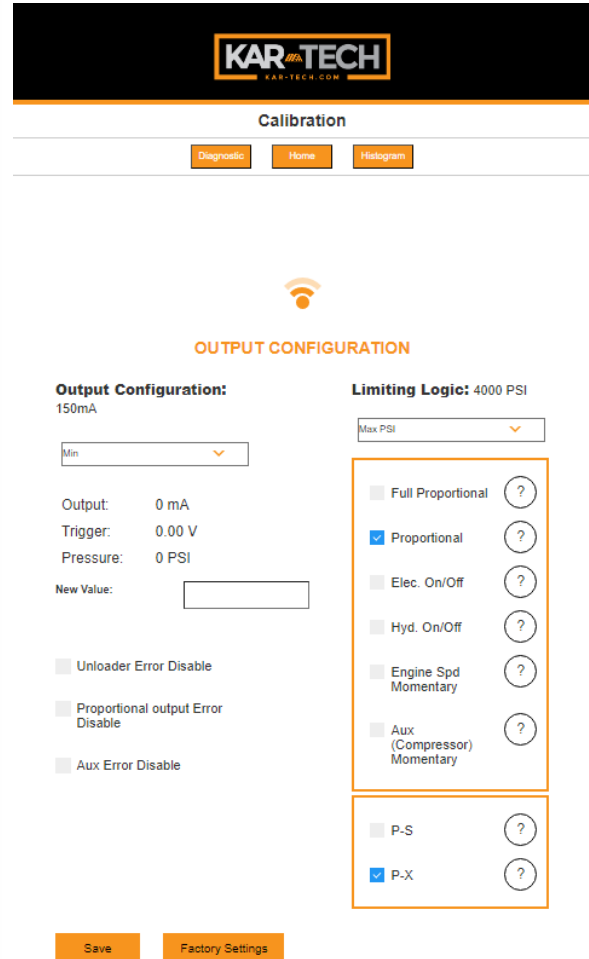 KAR-TECH
KAR-TECH.COM
Calibration
Diagnostic Home Histogram
OUTPUT CONFIGURATION
Output Configuration:
150mA
Min
Output: 0 mA
Trigger: 0.00 V
Pressure: 0 PSI
New Value:
Unloader Error Disable
Proportional output Error
Disable
Aux Error Disable
Limiting Logic: 4000 PSI
Max PSI
Full Proportional ?
Proportional ?
Elec. On/Off ?
Hyd. On/Off ?
Engine Spd ?
Momentary
Aux ?
(Compressor)
Momentary
P-S ?
P-X ?
Save Factory Settings